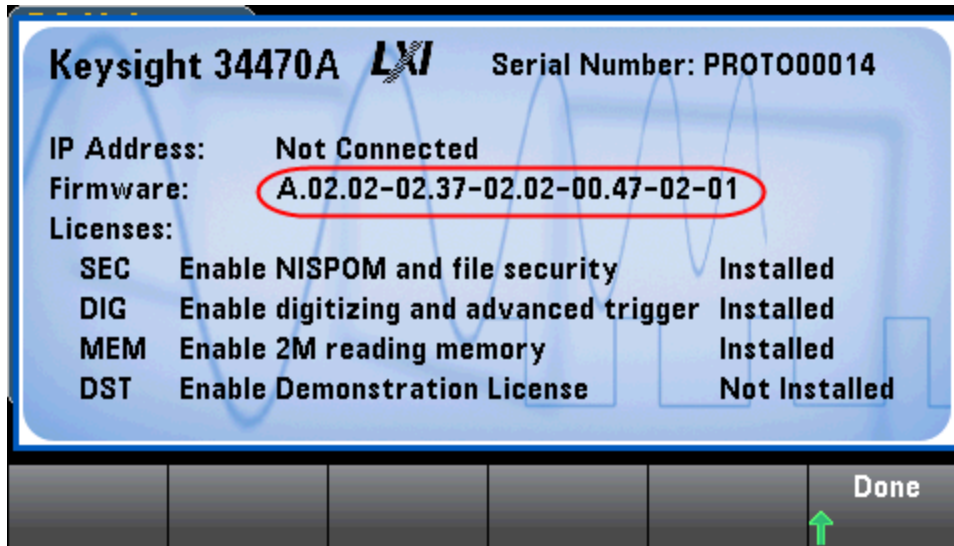 Keysight 34470A LXI Serial Number: PROTO00014
IP Address: Not Connected
Firmware: A.02.02-02.37-02.02-00.47-02-01
Licenses:
SEC Enable NISPOM and file security Installed
DIG Enable digitizing and advanced trigger Installed
MEM Enable 2M reading memory Installed
DST Enable Demonstration License Not Installed
Done